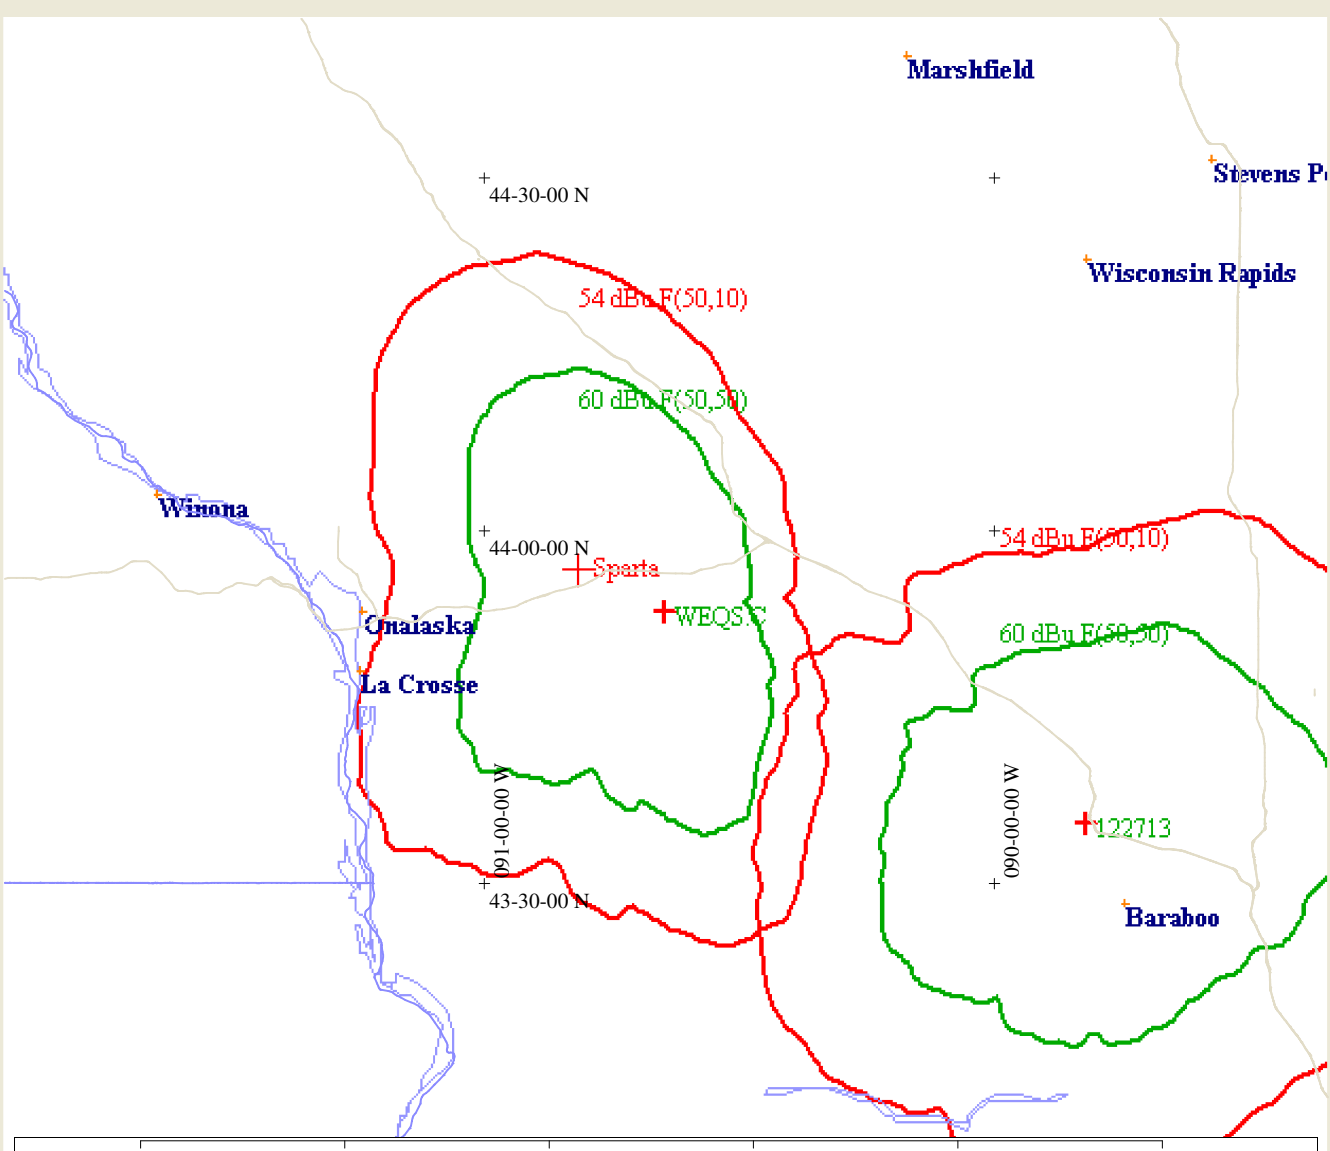 Marshfield
Stevens P
44-30-00 N
Wisconsin Rapids
54 dBu F(50,10)
60 dBu F(50,50)
Winona
54 dBu F(50,10)
44-00-00 N
Sparta
WEQS.C
Onalaska
60 dBu F(50,50)
La Crosse
091-00-00 W
090-00-00 W
122713
43-30-00 N
Baraboo